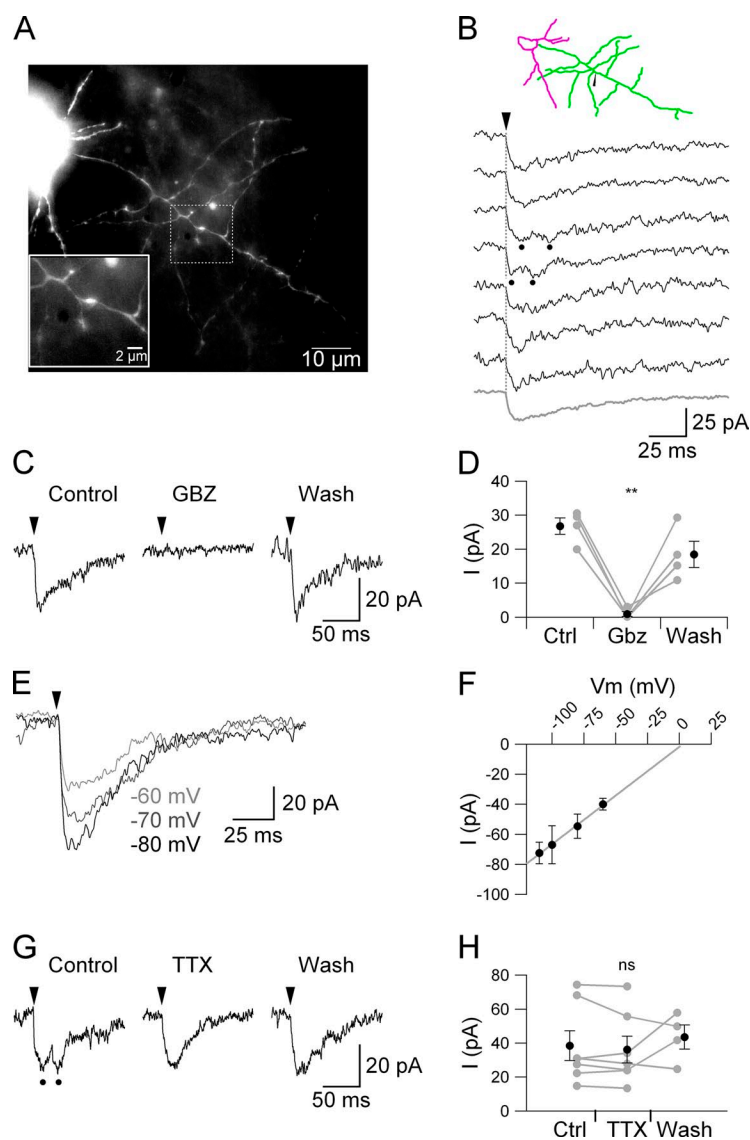 A
B
2 μm
10 μm
25 pA
25 ms
C
Control GBZ Wash
20 pA
50 ms
D
**
40
30
20
10
0
I (pA)
Ctrl Gbz Wash
E
-60 mV
-70 mV
-80 mV
20 pA
25 ms
F
Vm (mV)
-100 -75 -50 -25 0 25
0
-20
-40
-60
-80
-100
I (pA)
G
Control TTX Wash
20 pA
50 ms
H
ns
80
60
40
20
0
I (pA)
Ctrl TTX Wash